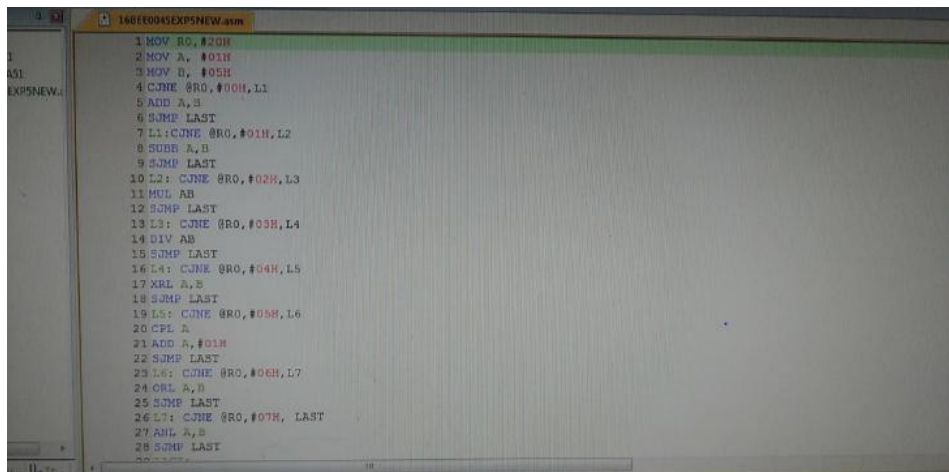 16BEE0045EXP5NEW.asm
A51
EXP5NEW.
1 MOV R0,#20H
2 MOV A, #01H
3 MOV B, #05H
4 CJNE @R0,#00H,L1
5 ADD A,B
6 SJMP LAST
7 L1:CJNE @R0,#01H,L2
8 SUBB A,B
9 SJMP LAST
10 L2: CJNE @R0,#02H,L3
11 MUL AB
12 SJMP LAST
13 L3: CJNE @R0,#03H,L4
14 DIV AB
15 SJMP LAST
16 L4: CJNE @R0,#04H,L5
17 XRL A,B
18 SJMP LAST
19 L5: CJNE @R0,#05H,L6
20 CPL A
21 ADD A,#01H
22 SJMP LAST
23 L6: CJNE @R0,#06H,L7
24 ORL A,B
25 SJMP LAST
26 L7: CJNE @R0,#07H, LAST
27 ANL A,B
28 SJMP LAST